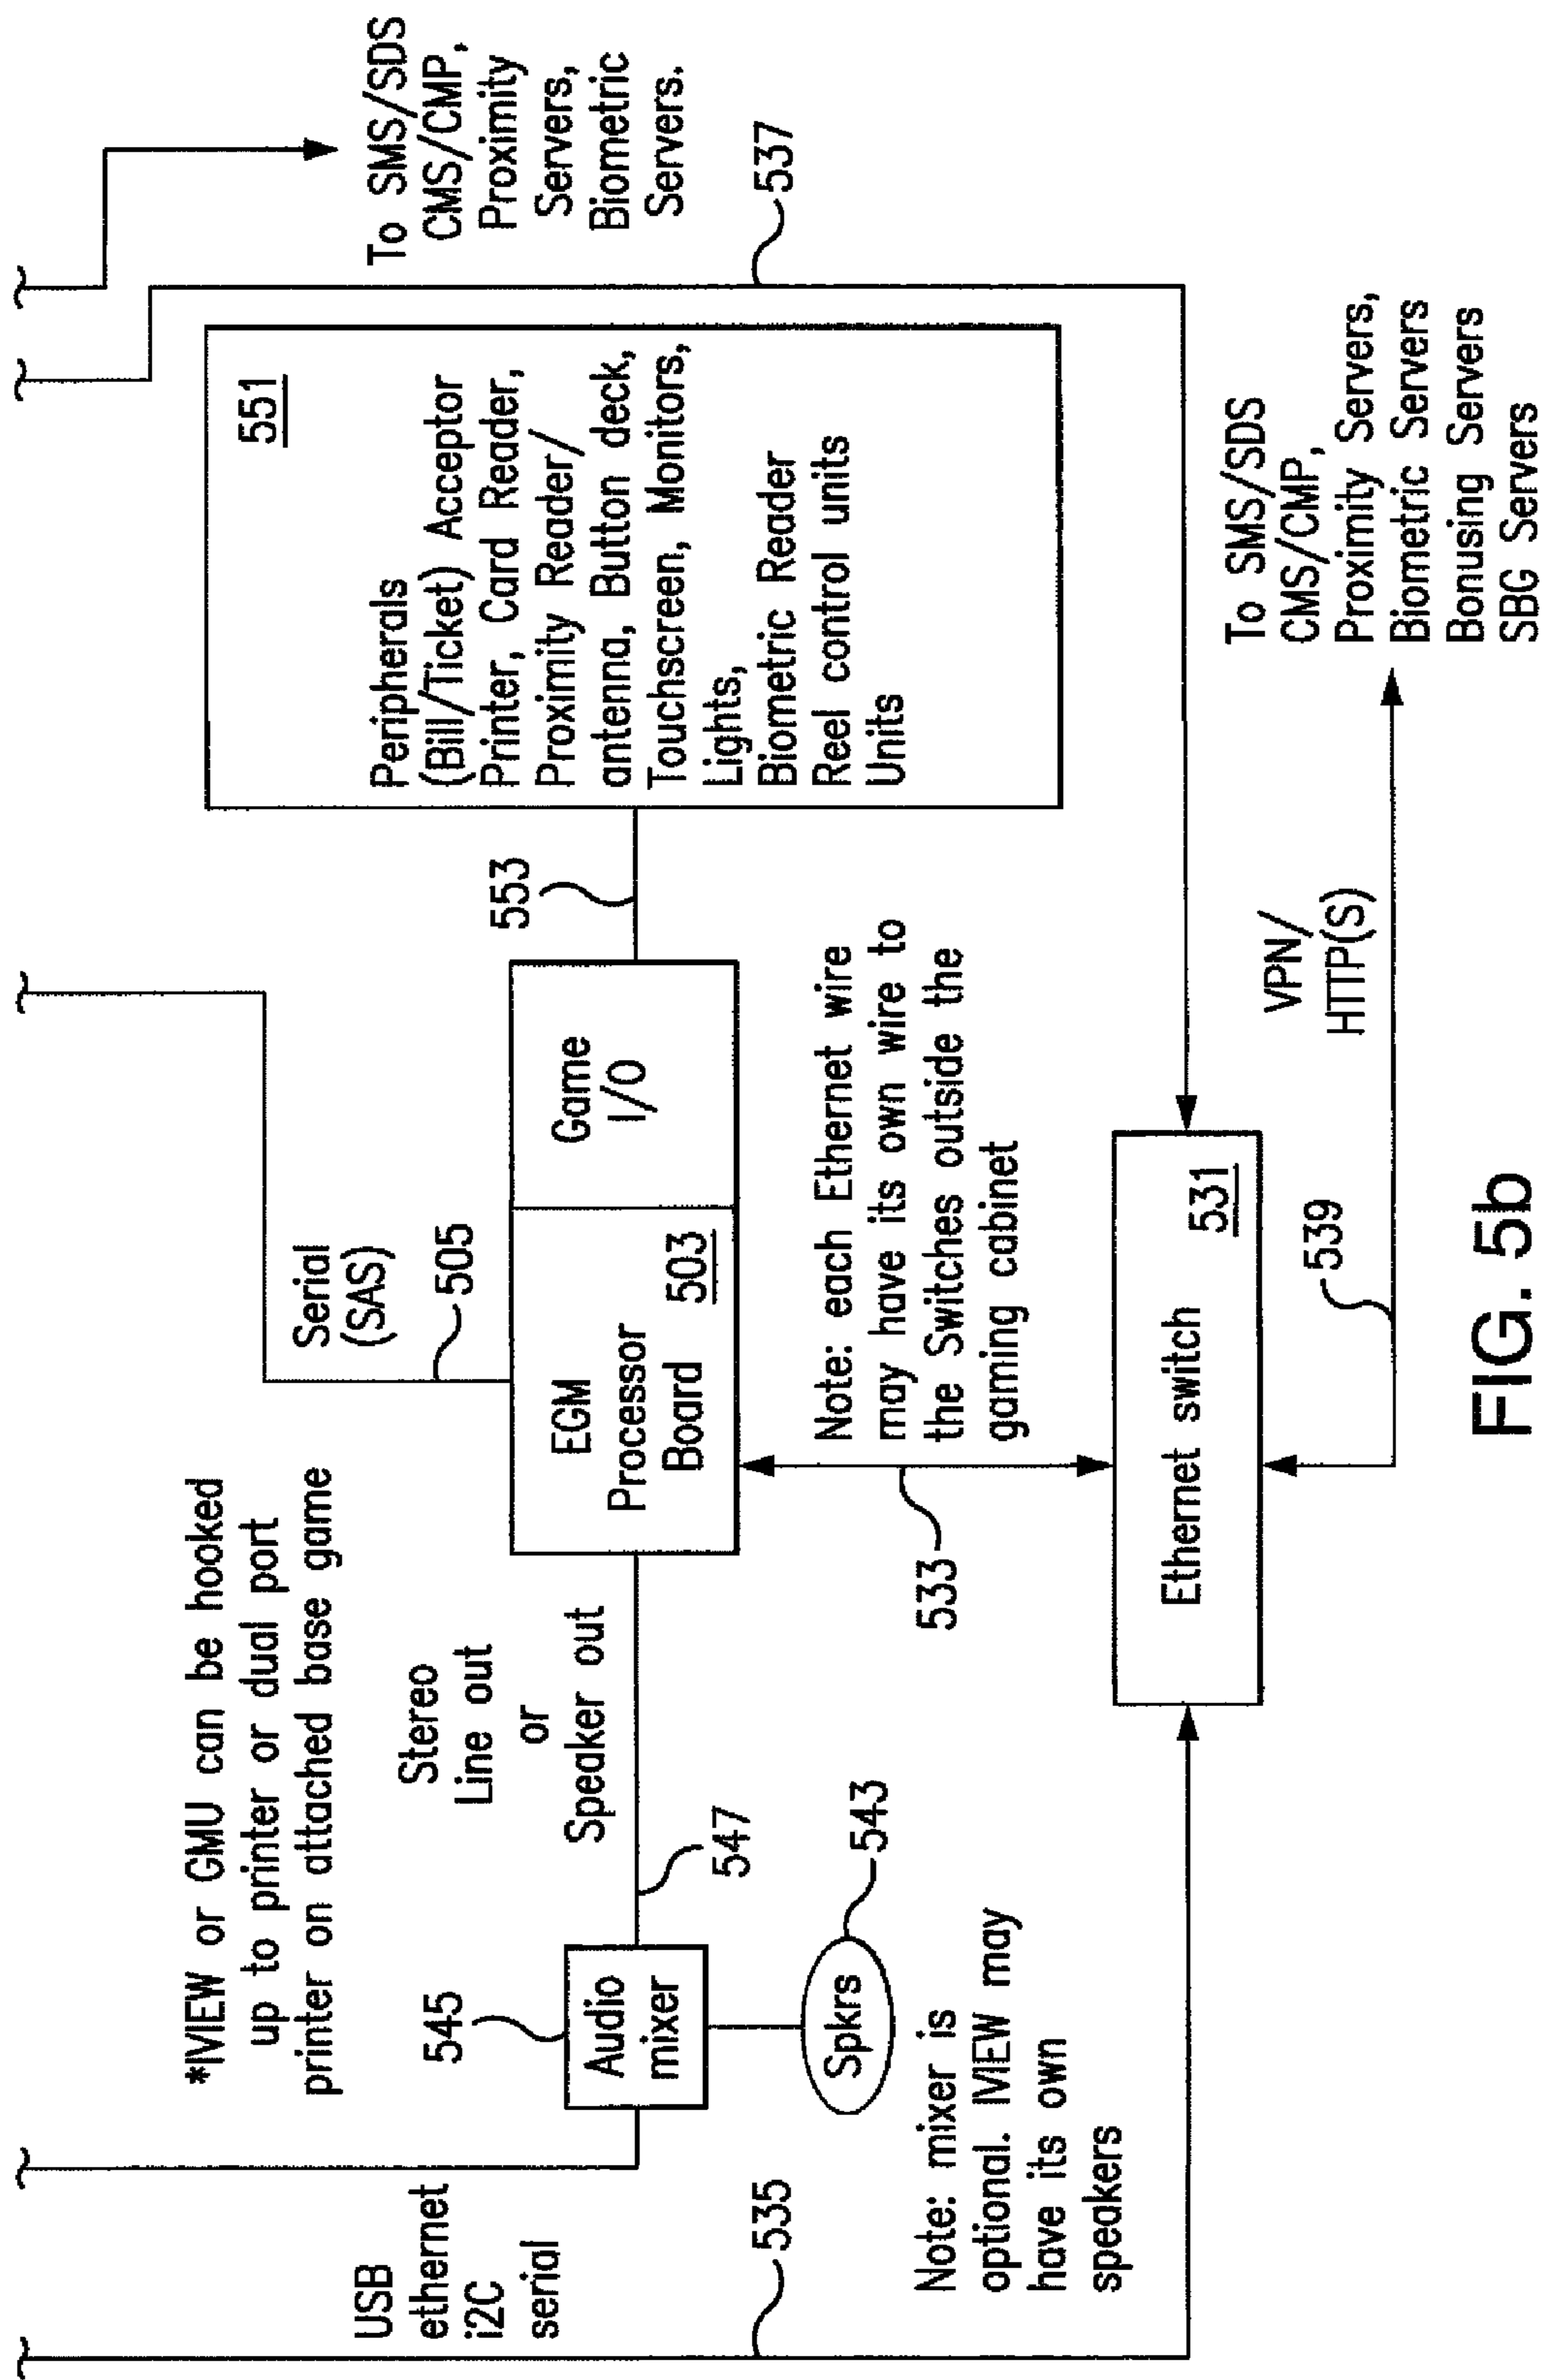 *IVIEW or GMU can be hooked
up to printer or dual port
printer on attached base game
USB
ethernet
i2C
serial
535
545
Audio
mixer
Spkrs
543
547
Note: mixer is
optional. IVIEW may
have its own
speakers
Stereo
Line out
or
Speaker out
Serial
(SAS)
505
EGM
Processor
Board
503
Game
I/O
553
551
Peripherals
(Bill/Ticket) Acceptor
Printer, Card Reader,
Proximity Reader/
antenna, Button deck,
Touchscreen, Monitors,
Lights,
Biometric Reader
Reel control units
Units
To SMS/SDS
CMS/CMP,
Proximity
Servers,
Biometric
Servers.
537
533
Note: each Ethernet wire
may have its own wire to
the Switches outside the
gaming cabinet
Ethernet switch
531
539
VPN/
HTTP(S)
To SMS/SDS
CMS/CMP,
Proximity Servers,
Biometric Servers
Bonusing Servers
SBG Servers
FIG. 5b